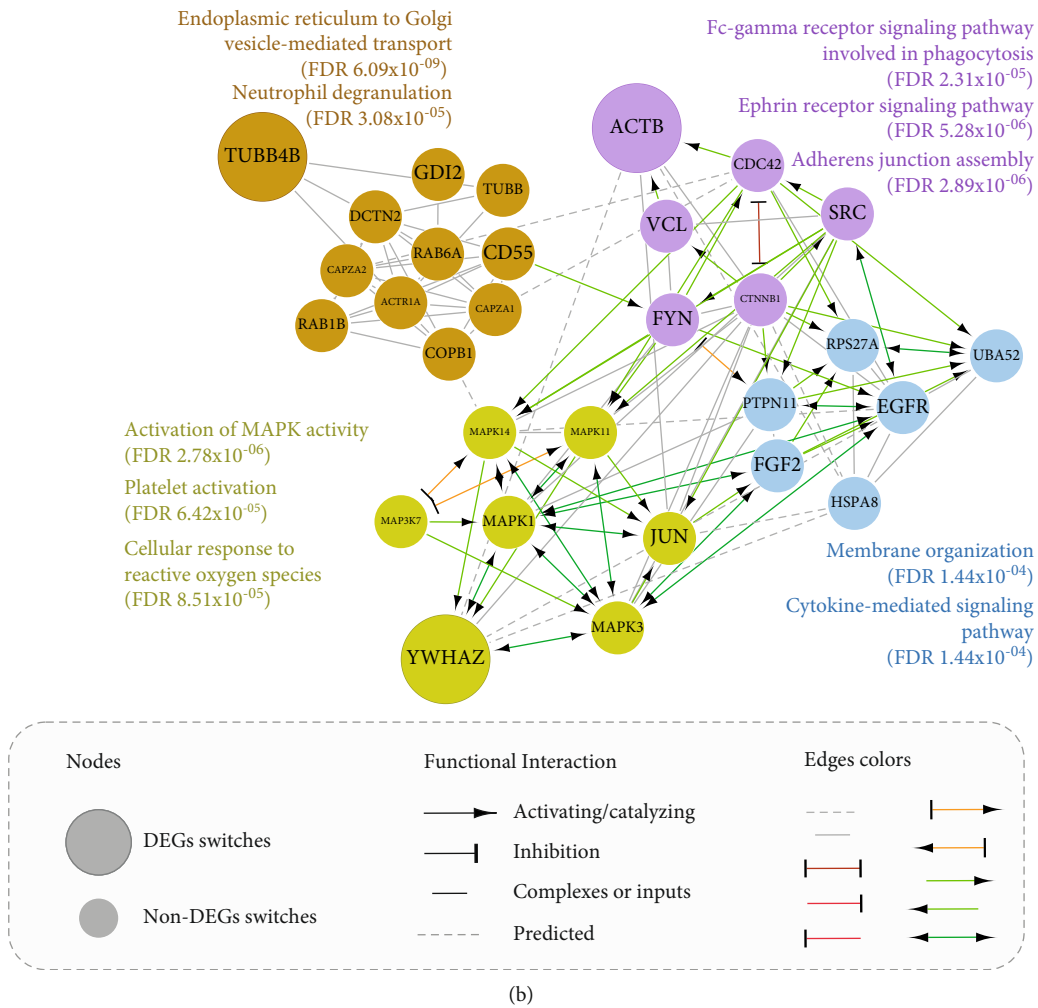 Endoplasmic reticulum to Golgi
vesicle-mediated transport
(FDR 6.09x10-09)
Neutrophil degranulation
(FDR 3.08x10-05)
Fc-gamma receptor signaling pathway
involved in phagocytosis
(FDR 2.31x10-05)
Ephrin receptor signaling pathway
(FDR 5.28x10-06)
Adherens junction assembly
(FDR 2.89x10-06)
TUBB4B
GDI2
TUBB
DCTN2
RAB6A
CD55
CAPZA2
ACTR1A
CAPZA1
RAB1B
COPB1
ACTB
CDC42
VCL
SRC
CTNNB1
FYN
RPS27A
UBA52
PTPN11
EGFR
FGF2
HSPA8
MAPK14
MAPK11
MAP3K7
MAPK1
JUN
MAPK3
YWHAZ
Activation of MAPK activity
(FDR 2.78x10-06)
Platelet activation
(FDR 6.42x10-05)
Cellular response to
reactive oxygen species
(FDR 8.51x10-05)
Membrane organization
(FDR 1.44x10-04)
Cytokine-mediated signaling
pathway
(FDR 1.44x10-04)
Nodes
DEGs switches
Non-DEGs switches
Functional Interaction
Activating/catalyzing
Inhibition
Complexes or inputs
Predicted
Edges colors
(b)